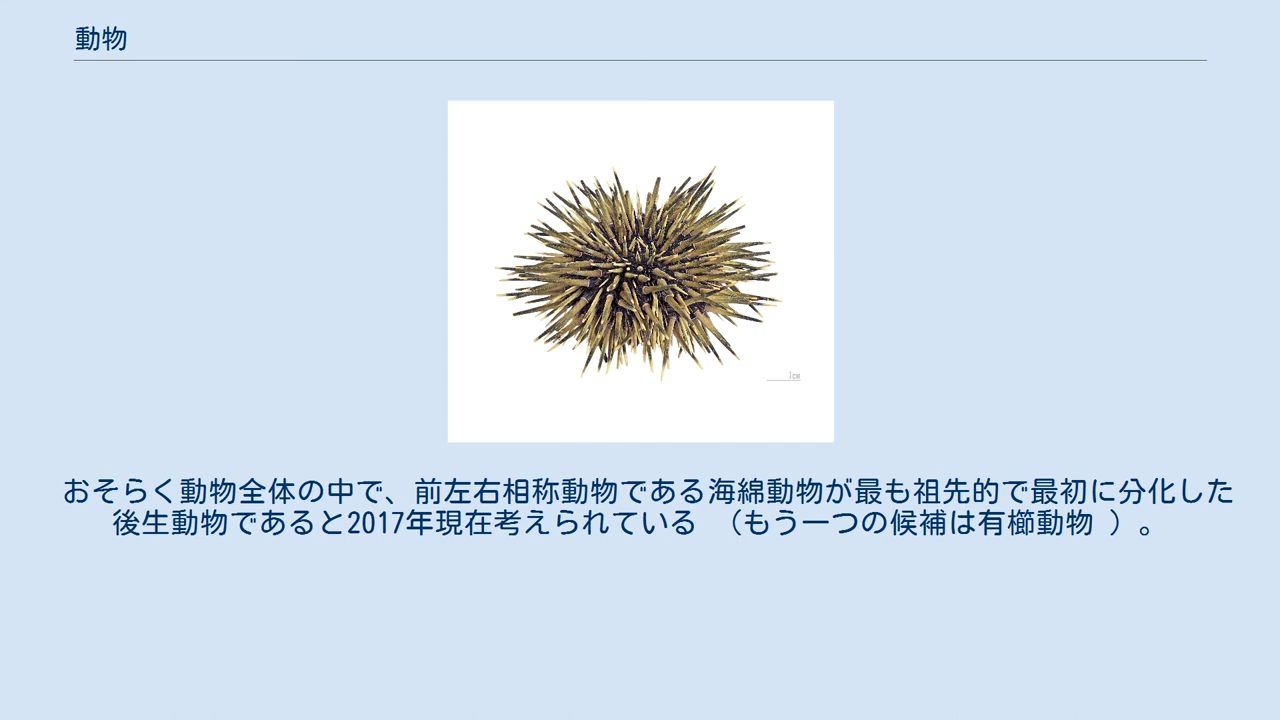 動物
1cm
おそらく動物全体の中で、前左右相称動物である海綿動物が最も祖先的で最初に分化した
後生動物であると2017年現在考えられている （もう一つの候補は有櫛動物 ）。